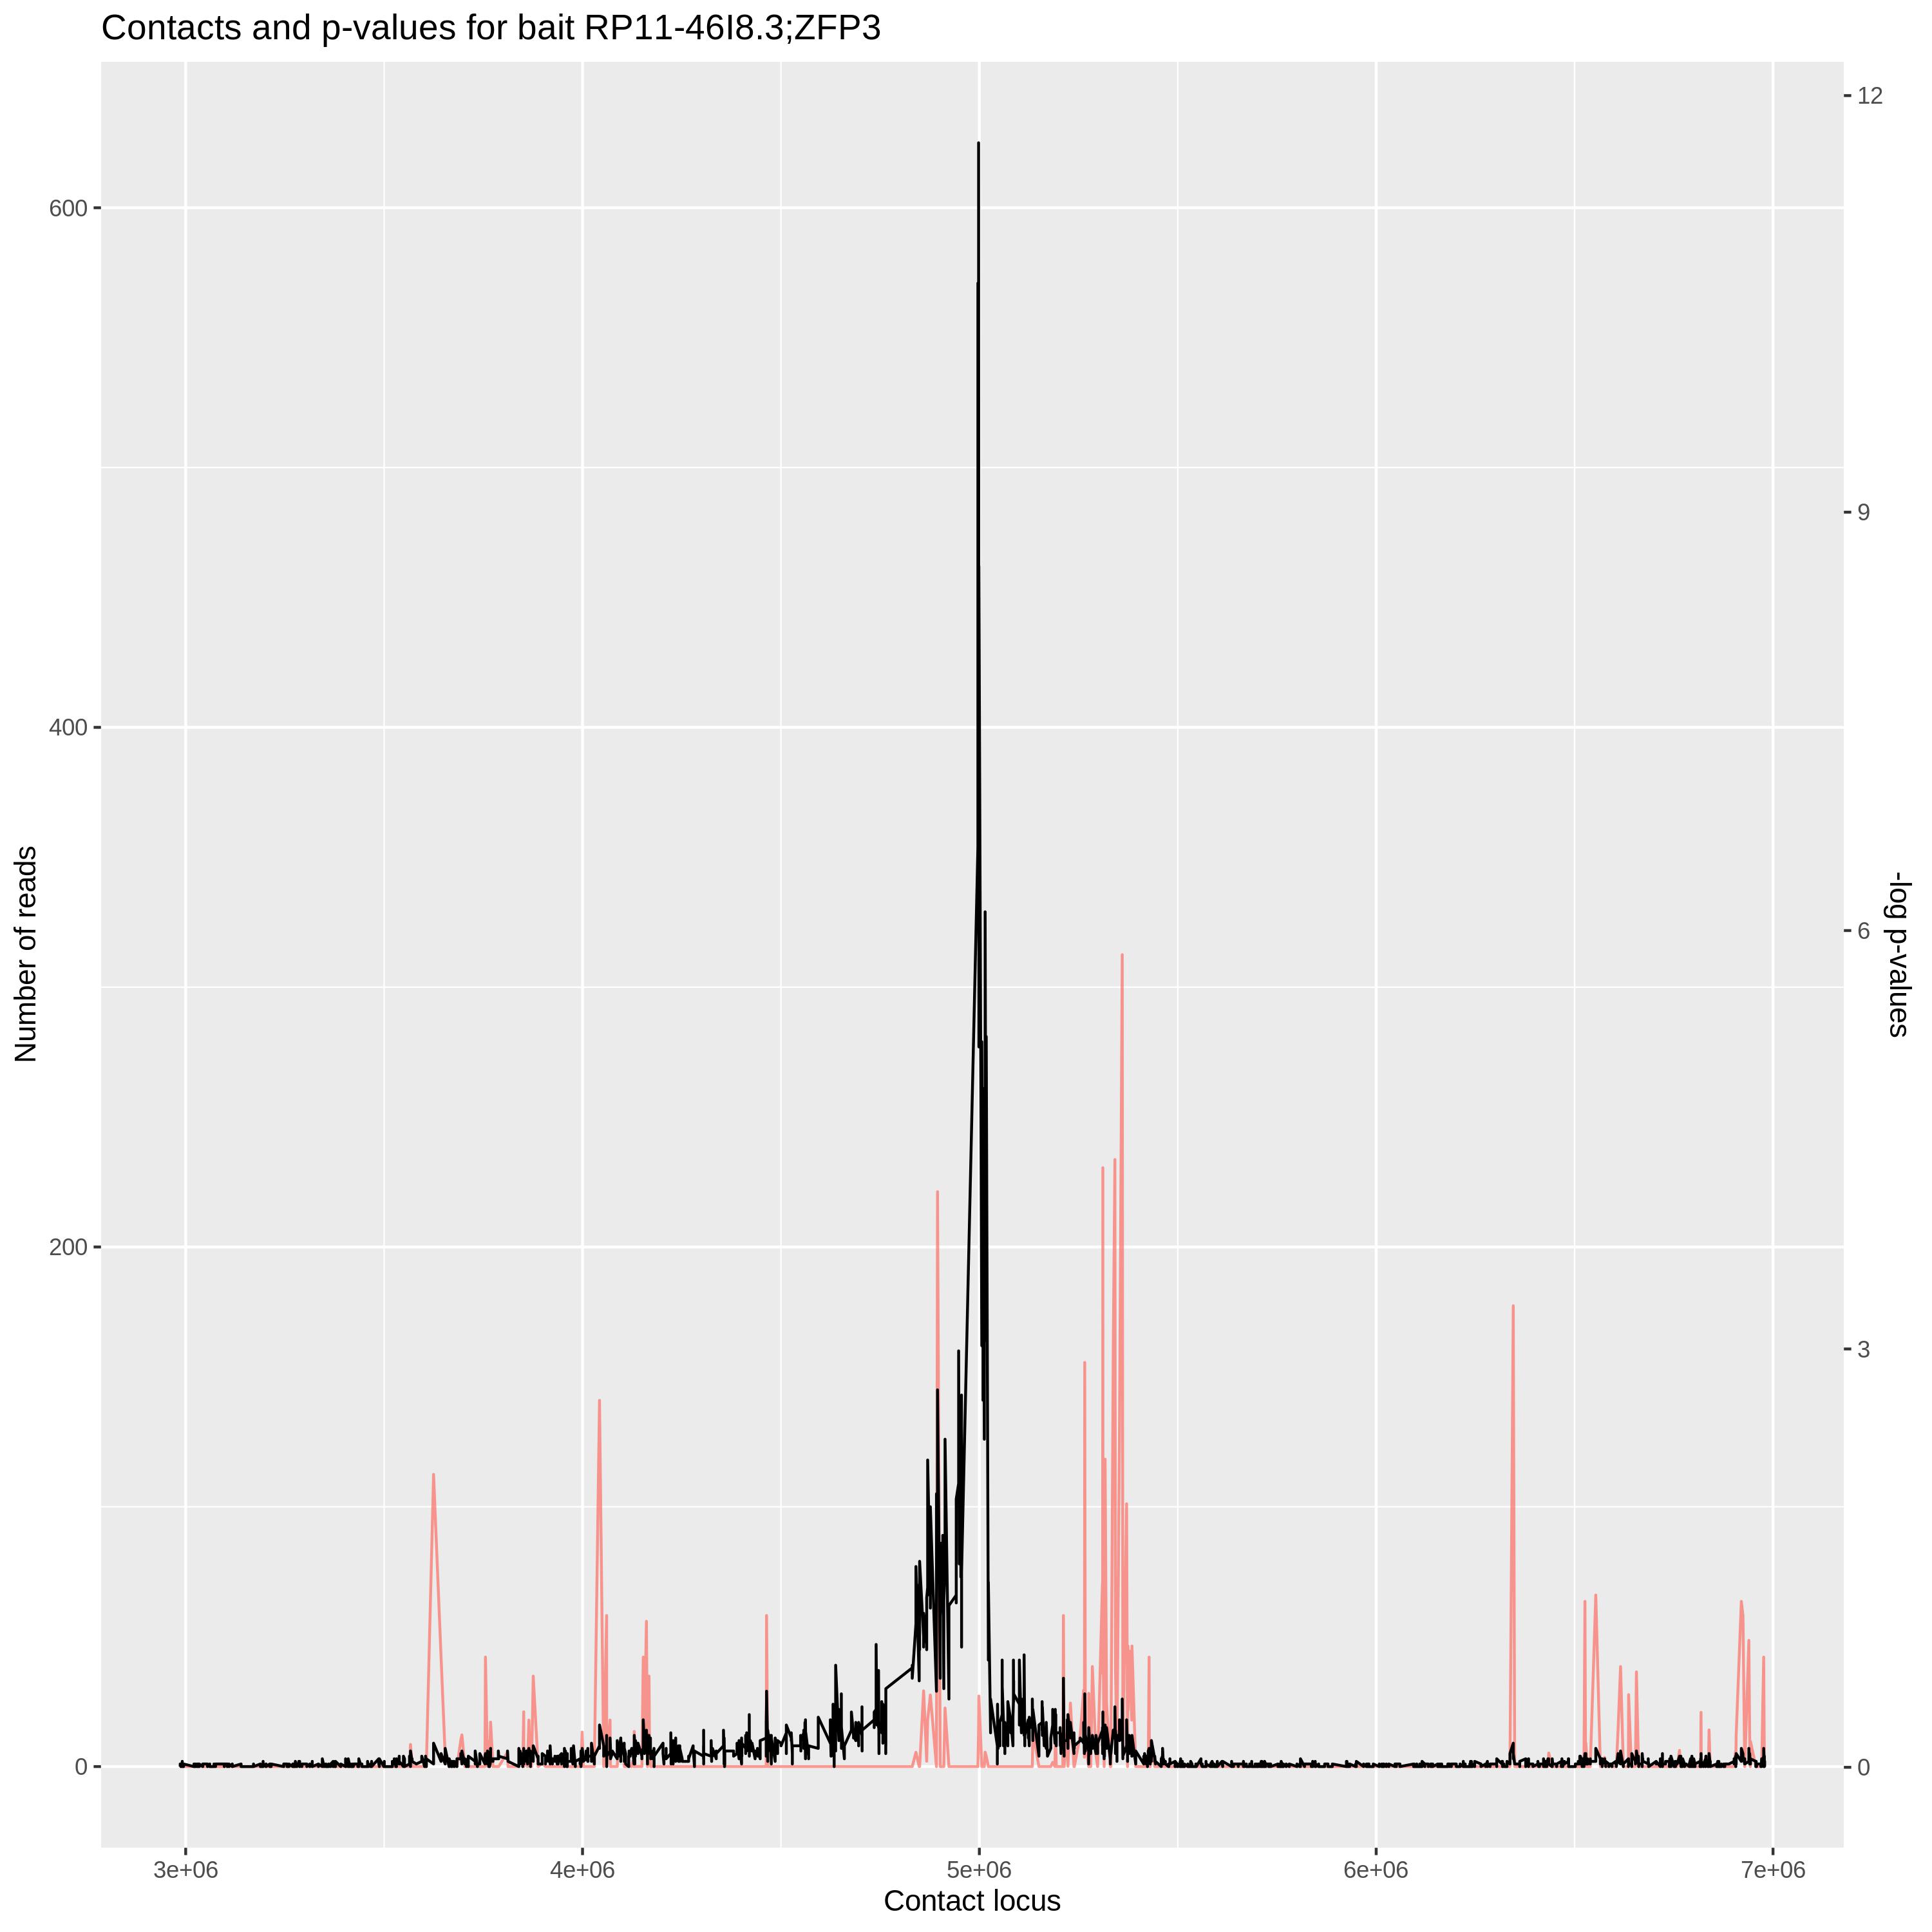 Contacts and p-values for bait RP11-46I8.3;ZFP3
12
600
9
400
6
Number of reads
-log p-values
200
3
0
0
3e+06
4e+06
5e+06
6e+06
7e+06
Contact locus